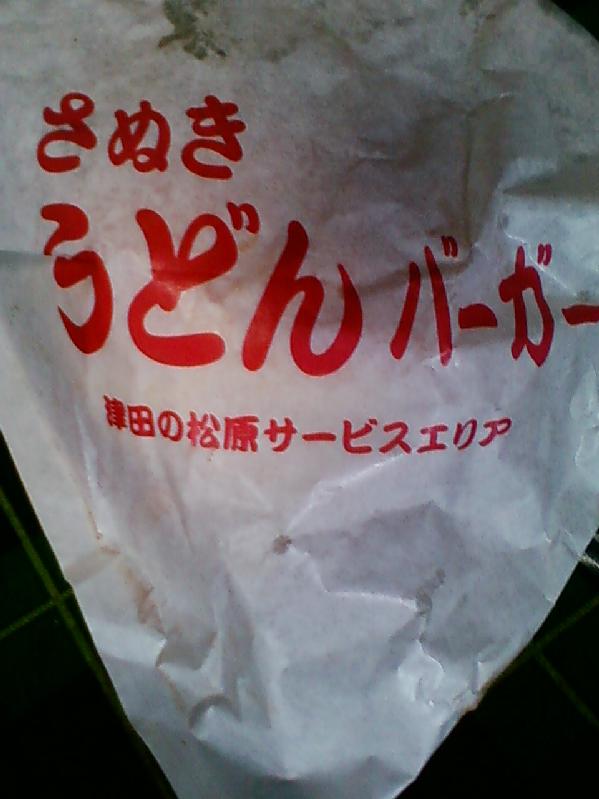 さぬき
うどんバーガー
津田の松原サービスエリア